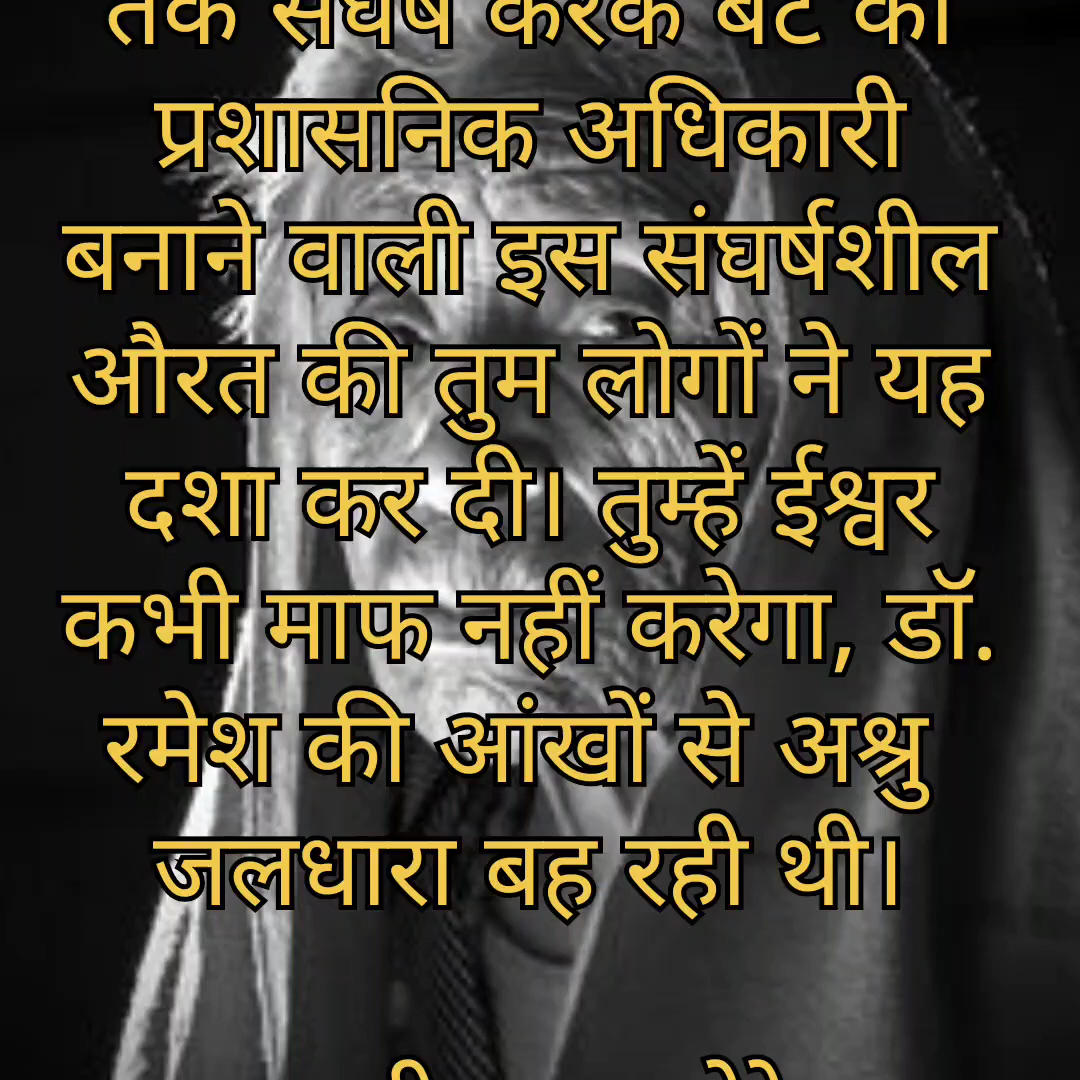 तक संघर्ष करके बेटे को
प्रशासनिक अधिकारी
बनाने वाली इस संघर्षशील
औरत की तुम लोगों ने यह
दशा कर दी। तुम्हें ईश्वर
कभी माफ नहीं करेगा, डॉ.
रमेश की आंखों से अश्रु
जलधारा बह रही थी।